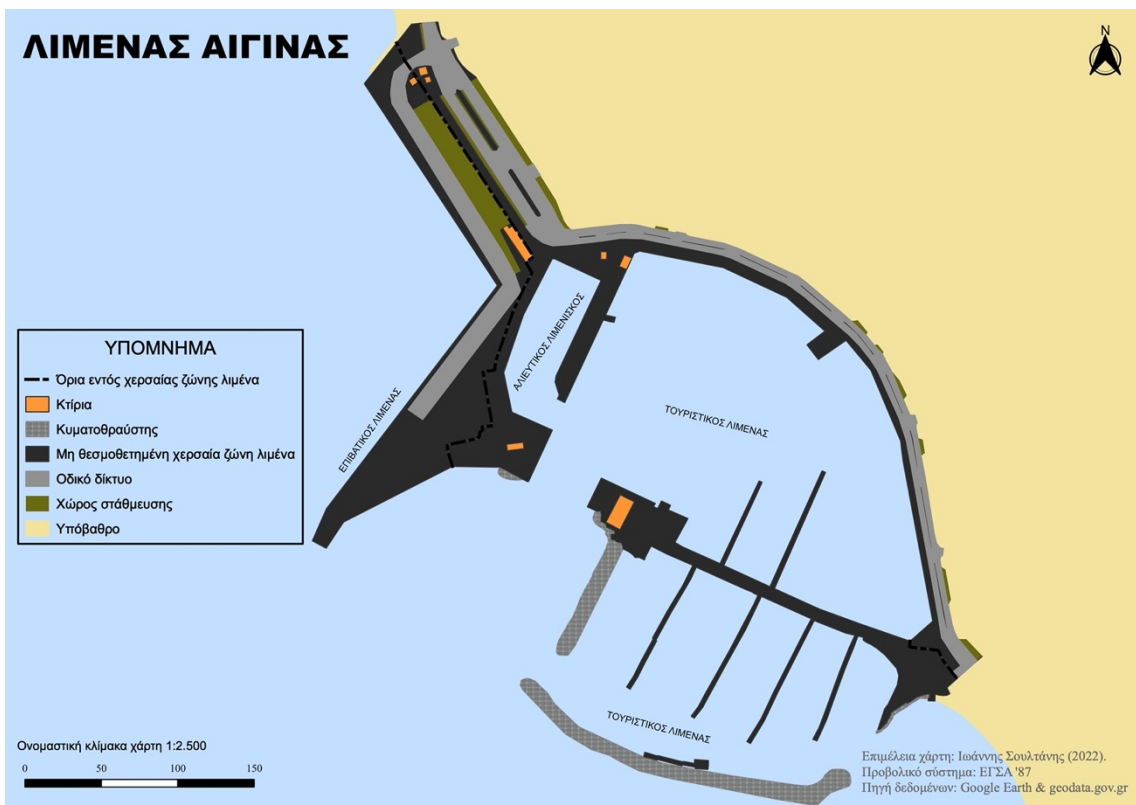 ΛΙΜΕΝΑΣ ΑΙΓΙΝΑΣ
N
ΑΛΙΕΥΤΙΚΟΣ ΛΙΜΕΝΙΣΚΟΣ
ΕΠΙΒΑΤΙΚΟΣ ΛΙΜΕΝΑΣ
ΤΟΥΡΙΣΤΙΚΟΣ ΛΙΜΕΝΑΣ
ΥΠΟΜΝΗΜΑ
Όρια εντός χερσαίας ζώνης λιμένα
Κτίρια
Κυματοθραύστης
Μη θεσμοθετημένη χερσαία ζώνη λιμένα
Οδικό δίκτυο
Χώρος στάθμευσης
Υπόβαθρο
ΤΟΥΡΙΣΤΙΚΟΣ ΛΙΜΕΝΑΣ
Ονομαστική κλίμακα χάρτη 1:2.500
0 50 100 150
Επιμέλεια χάρτη: Ιωάννης Σουλτάνης (2022).
Προβολικό σύστημα: ΕΓΣΑ '87
Πηγή δεδομένων: Google Earth & geodata.gov.gr